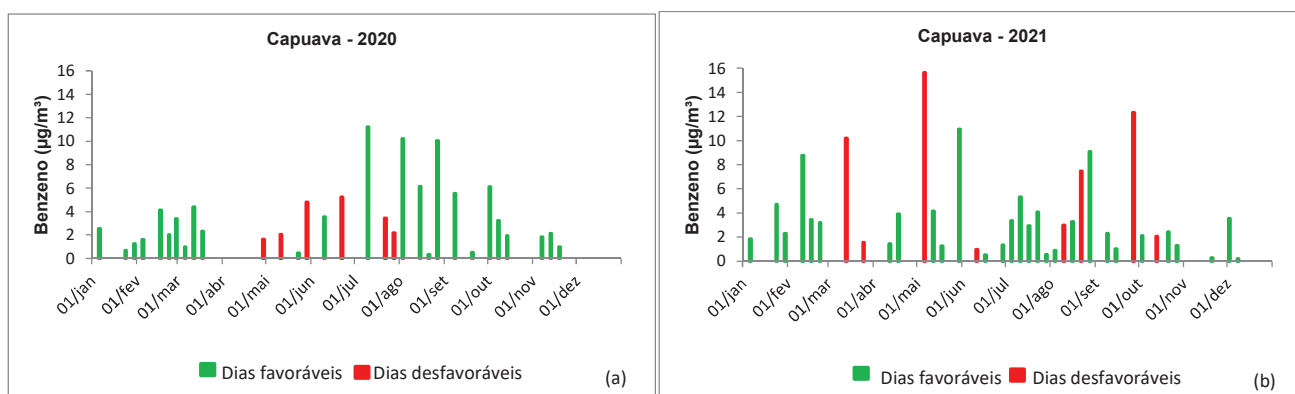 Capuava - 2020
Benzeno (µg/m³)
16
14
12
10
8
6
4
2
0
01/jan
01/fev
01/mar
01/abr
01/mai
01/jun
01/jul
01/ago
01/set
01/out
01/nov
01/dez
Dias favoráveis
Dias desfavoráveis
(a)
Capuava - 2021
Benzeno (µg/m³)
16
14
12
10
8
6
4
2
0
01/jan
01/fev
01/mar
01/abr
01/mai
01/jun
01/jul
01/ago
01/set
01/out
01/nov
01/dez
Dias favoráveis
Dias desfavoráveis
(b)